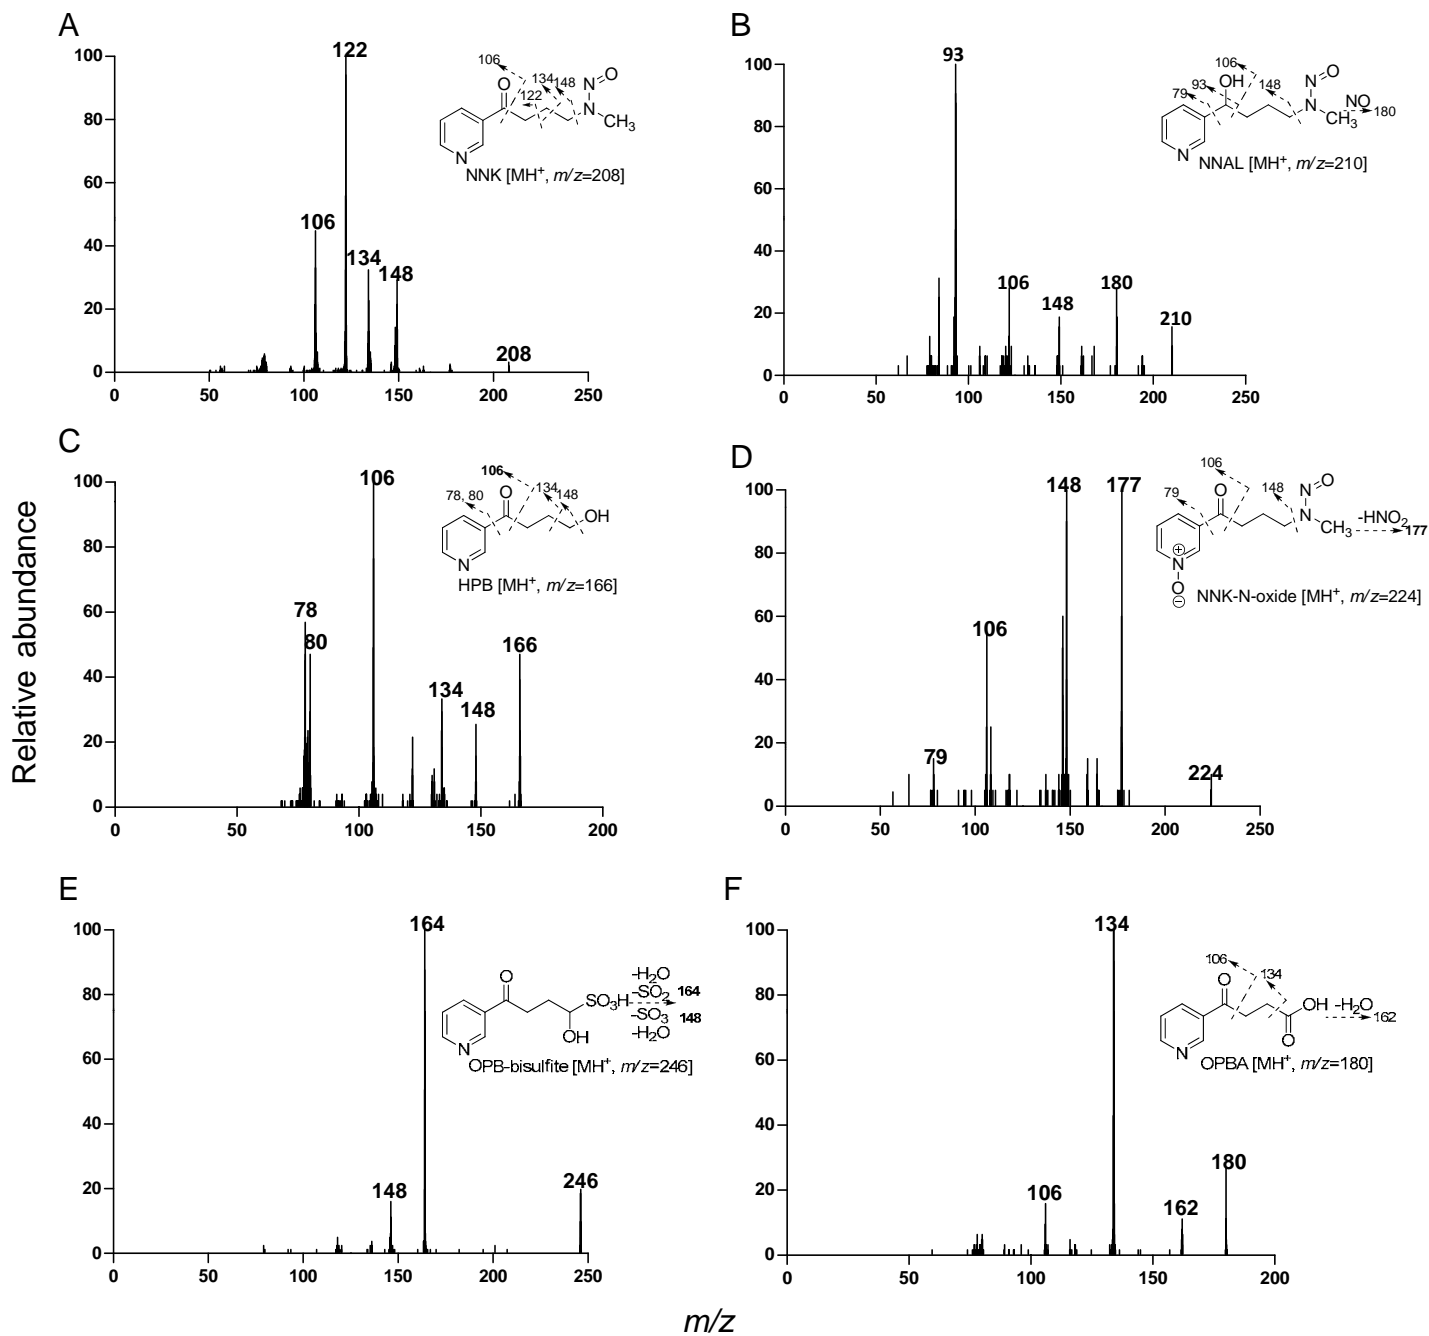 A
100
80
60
40
20
0
0
50
100
150
200
250
122
106
134
148
208
106
134
148
122
O
N
O
N
CH3
N
NNK [MH+, m/z=208]
B
100
80
60
40
20
0
0
50
100
150
200
250
93
106
148
180
210
106
OH
93
79
148
N
O
N
CH3
NO
180
N
NNAL [MH+, m/z=210]
C
100
80
60
40
20
0
0
50
100
150
200
106
78
80
134
148
166
106
O
134
148
78, 80
OH
N
HPB [MH+, m/z=166]
D
100
80
60
40
20
0
0
50
100
150
200
250
148
177
106
79
224
106
O
79
148
N
O
N
CH3
-HNO2
177
N
+
O
−
NNK-N-oxide [MH+, m/z=224]
E
100
80
60
40
20
0
0
50
100
150
200
250
164
148
246
O
SO3H
OH
N
-H2O
-SO2 164
-SO3 148
-H2O
OPB-bisulfite [MH+, m/z=246]
F
100
80
60
40
20
0
0
50
100
150
200
134
106
162
180
106
134
O
OH
O
-H2O
162
N
OPBA [MH+, m/z=180]
Relative abundance
m/z